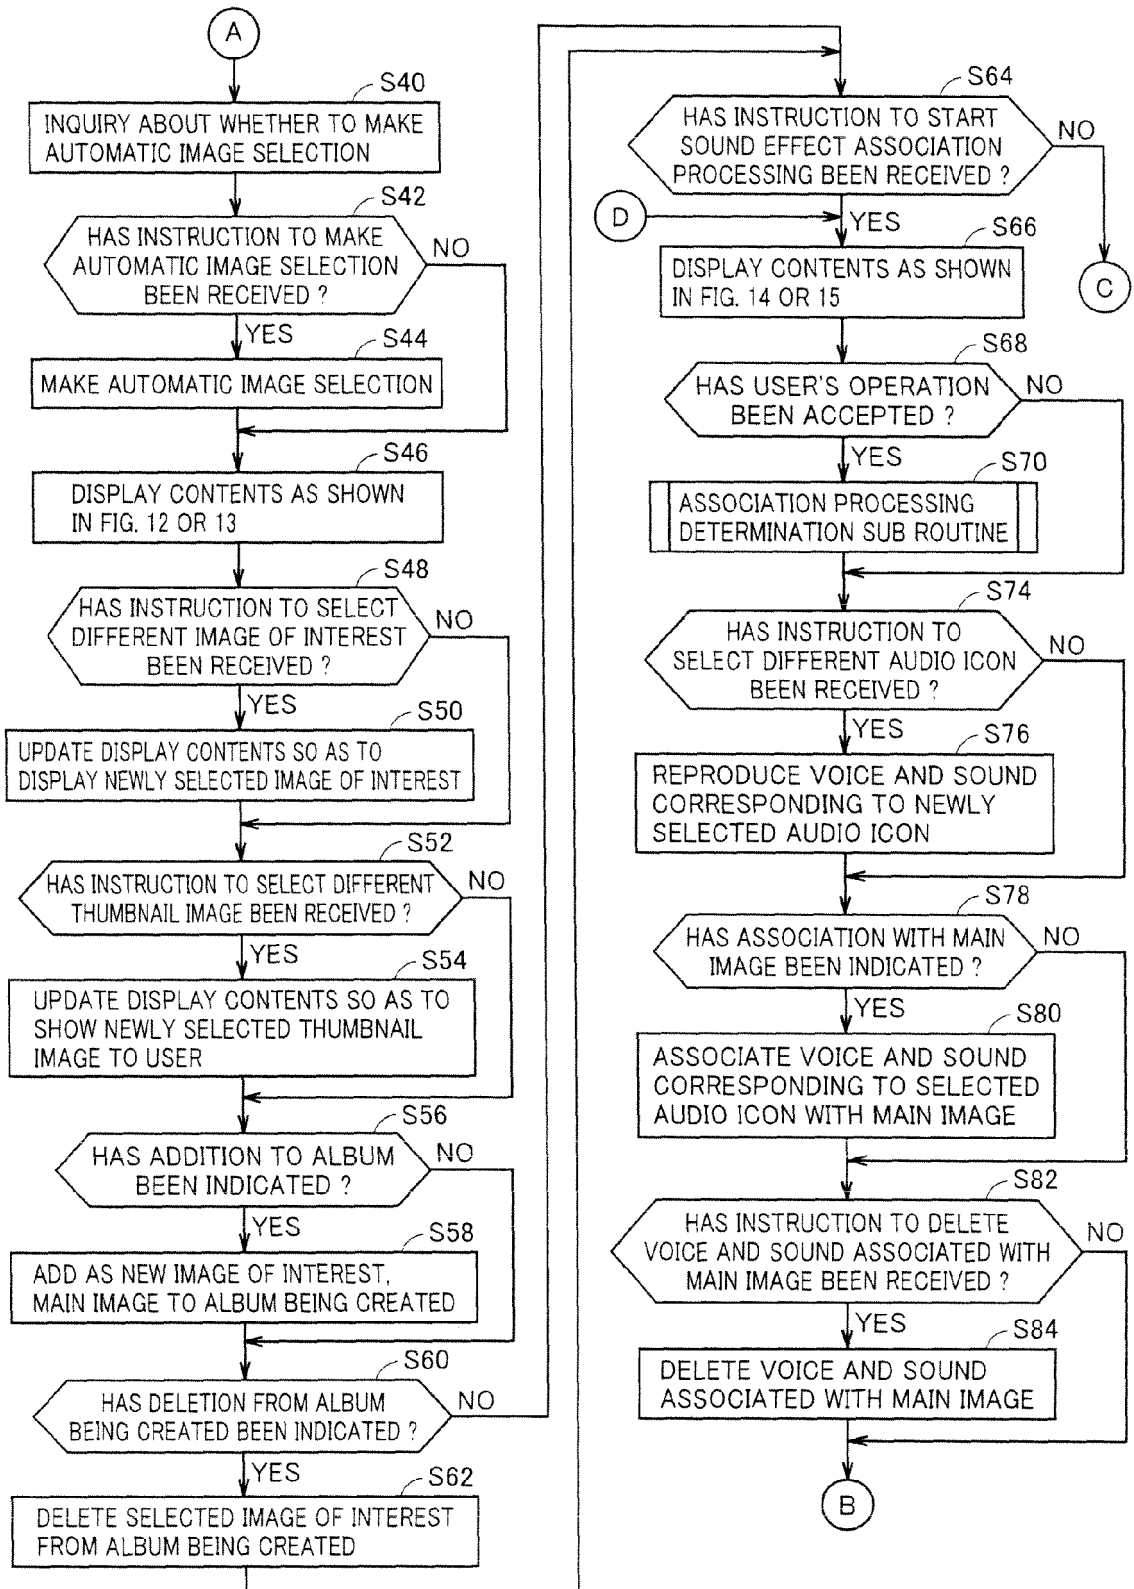 A
S40
INQUIRY ABOUT WHETHER TO MAKE
AUTOMATIC IMAGE SELECTION
S42
HAS INSTRUCTION TO MAKE
AUTOMATIC IMAGE SELECTION
BEEN RECEIVED ?
NO
YES
S44
MAKE AUTOMATIC IMAGE SELECTION
S46
DISPLAY CONTENTS AS SHOWN
IN FIG. 12 OR 13
S48
HAS INSTRUCTION TO SELECT
DIFFERENT IMAGE OF INTEREST
BEEN RECEIVED ?
NO
YES
S50
UPDATE DISPLAY CONTENTS SO AS TO
DISPLAY NEWLY SELECTED IMAGE OF INTEREST
S52
HAS INSTRUCTION TO SELECT DIFFERENT
THUMBNAIL IMAGE BEEN RECEIVED ?
NO
YES
S54
UPDATE DISPLAY CONTENTS SO AS TO
SHOW NEWLY SELECTED THUMBNAIL
IMAGE TO USER
S56
HAS ADDITION TO ALBUM
BEEN INDICATED ?
NO
YES
S58
ADD AS NEW IMAGE OF INTEREST,
MAIN IMAGE TO ALBUM BEING CREATED
S60
HAS DELETION FROM ALBUM
BEING CREATED BEEN INDICATED ?
NO
YES
S62
DELETE SELECTED IMAGE OF INTEREST
FROM ALBUM BEING CREATED
S64
HAS INSTRUCTION TO START
SOUND EFFECT ASSOCIATION
PROCESSING BEEN RECEIVED ?
NO
D
YES
C
S66
DISPLAY CONTENTS AS SHOWN
IN FIG. 14 OR 15
S68
HAS USER'S OPERATION
BEEN ACCEPTED ?
NO
YES
S70
ASSOCIATION PROCESSING
DETERMINATION SUB ROUTINE
S74
HAS INSTRUCTION TO
SELECT DIFFERENT AUDIO ICON
BEEN RECEIVED ?
NO
YES
S76
REPRODUCE VOICE AND SOUND
CORRESPONDING TO NEWLY
SELECTED AUDIO ICON
S78
HAS ASSOCIATION WITH MAIN
IMAGE BEEN INDICATED ?
NO
YES
S80
ASSOCIATE VOICE AND SOUND
CORRESPONDING TO SELECTED
AUDIO ICON WITH MAIN IMAGE
S82
HAS INSTRUCTION TO DELETE
VOICE AND SOUND ASSOCIATED WITH
MAIN IMAGE BEEN RECEIVED ?
NO
YES
S84
DELETE VOICE AND SOUND
ASSOCIATED WITH MAIN IMAGE
B